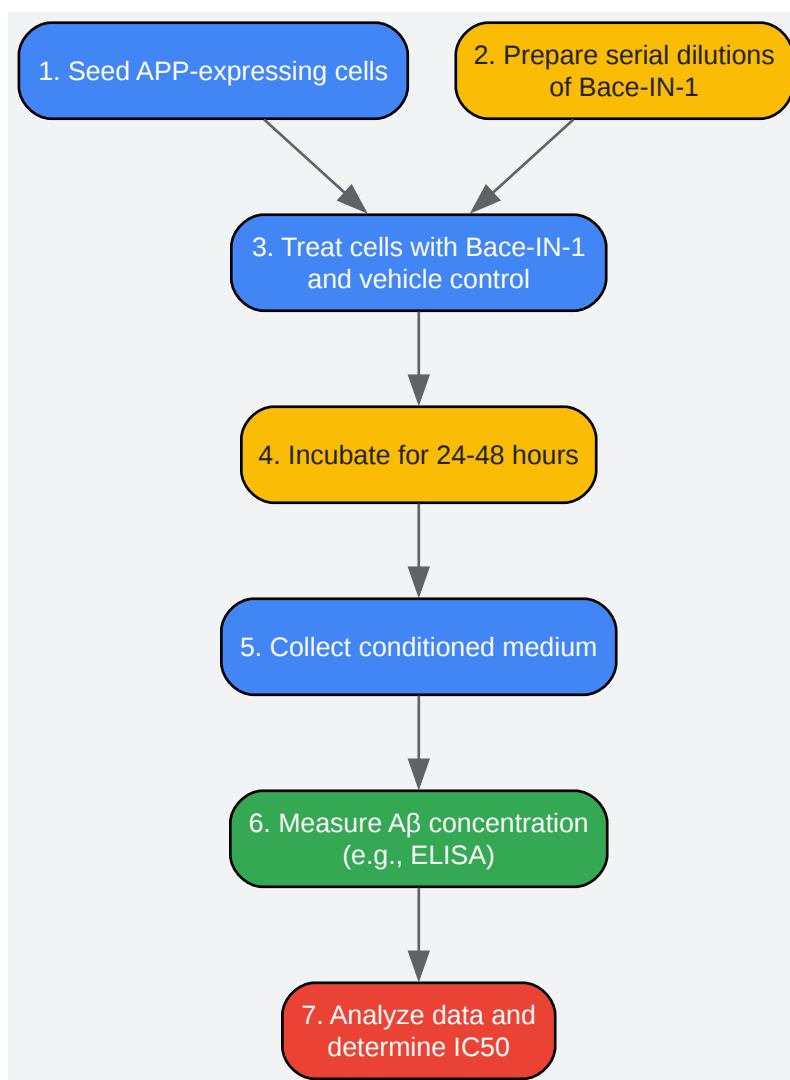 1. Seed APP-expressing cells
2. Prepare serial dilutions
of Bace-IN-1
3. Treat cells with Bace-IN-1
and vehicle control
4. Incubate for 24-48 hours
5. Collect conditioned medium
6. Measure Aβ concentration
(e.g., ELISA)
7. Analyze data and
determine IC50